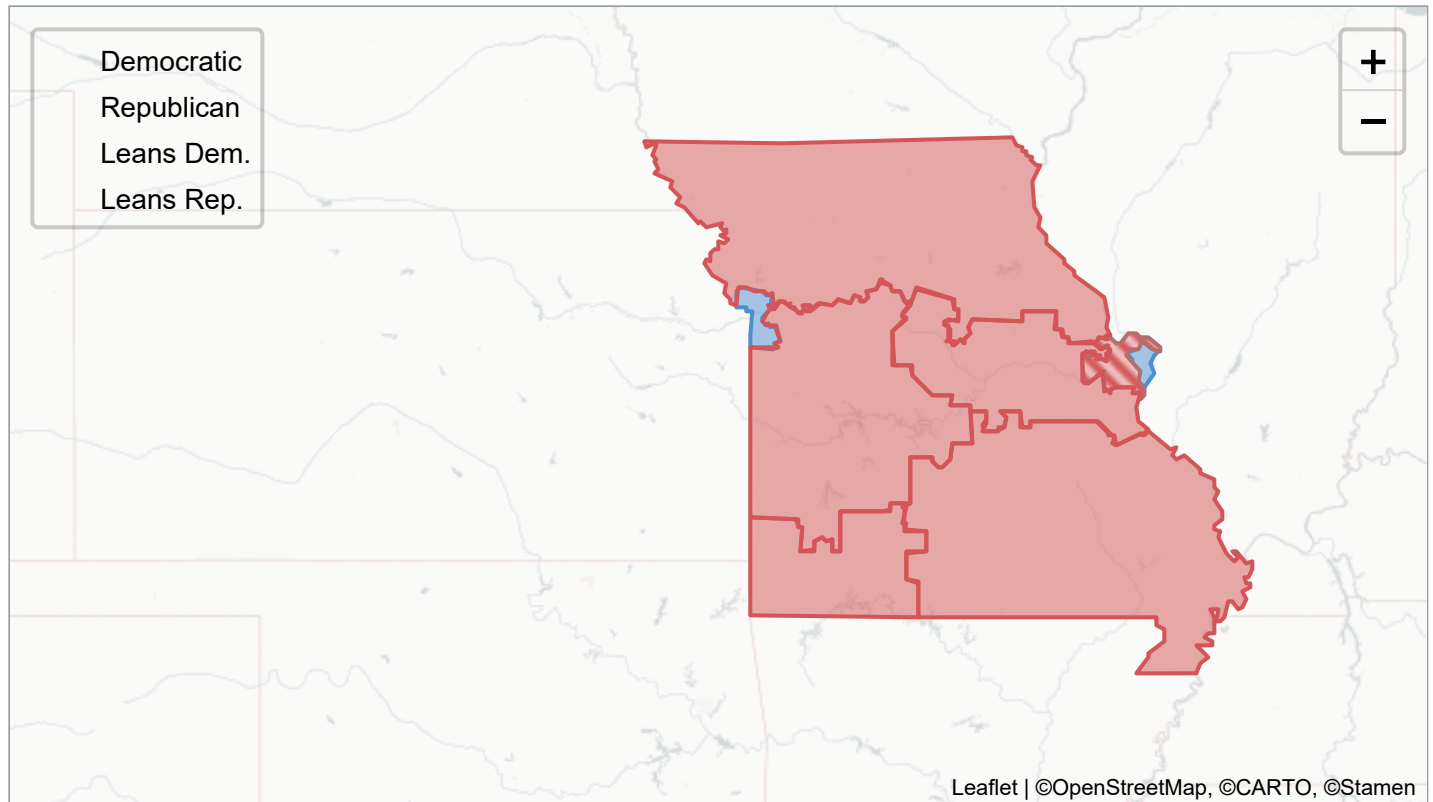 Democratic
Republican
Leans Dem.
Leans Rep.
+
−
Leaflet | ©OpenStreetMap, ©CARTO, ©Stamen